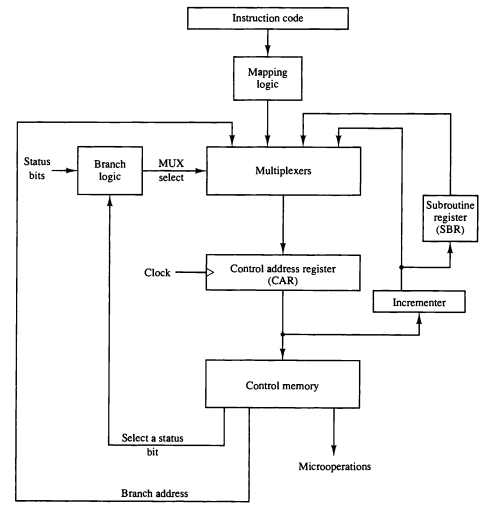 Instruction code
Mapping
logic
Status
bits
Branch
logic
MUX
select
Multiplexers
Subroutine
register
(SBR)
Clock
Control address register
(CAR)
Incrementer
Control memory
Select a status
bit
Microoperations
Branch address